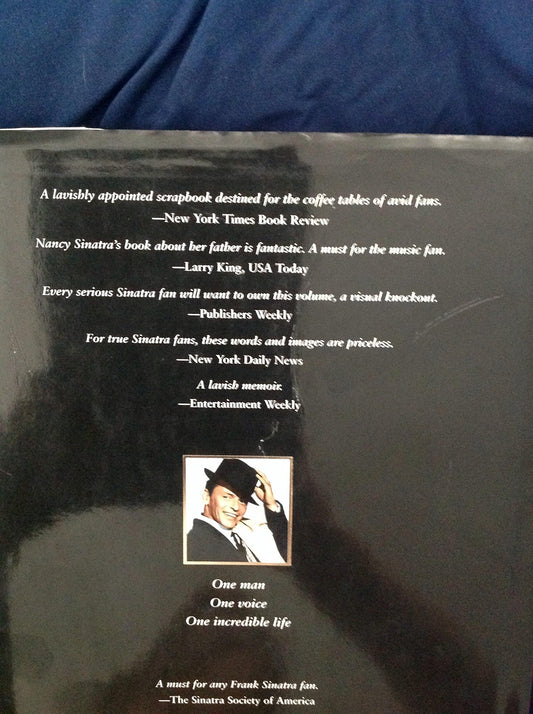 A lavishly appointed scrapbook destined for the coffee tables of avid fans.
—New York Times Book Review
Nancy Sinatra's book about her father is fantastic. A must for the music fan.
—Larry King, USA Today
Every serious Sinatra fan will want to own this volume, a visual knockout.
—Publishers Weekly
For true Sinatra fans, these words and images are priceless.
—New York Daily News
A lavish memoir.
—Entertainment Weekly
One man
One voice
One incredible life
A must for any Frank Sinatra fan.
—The Sinatra Society of America